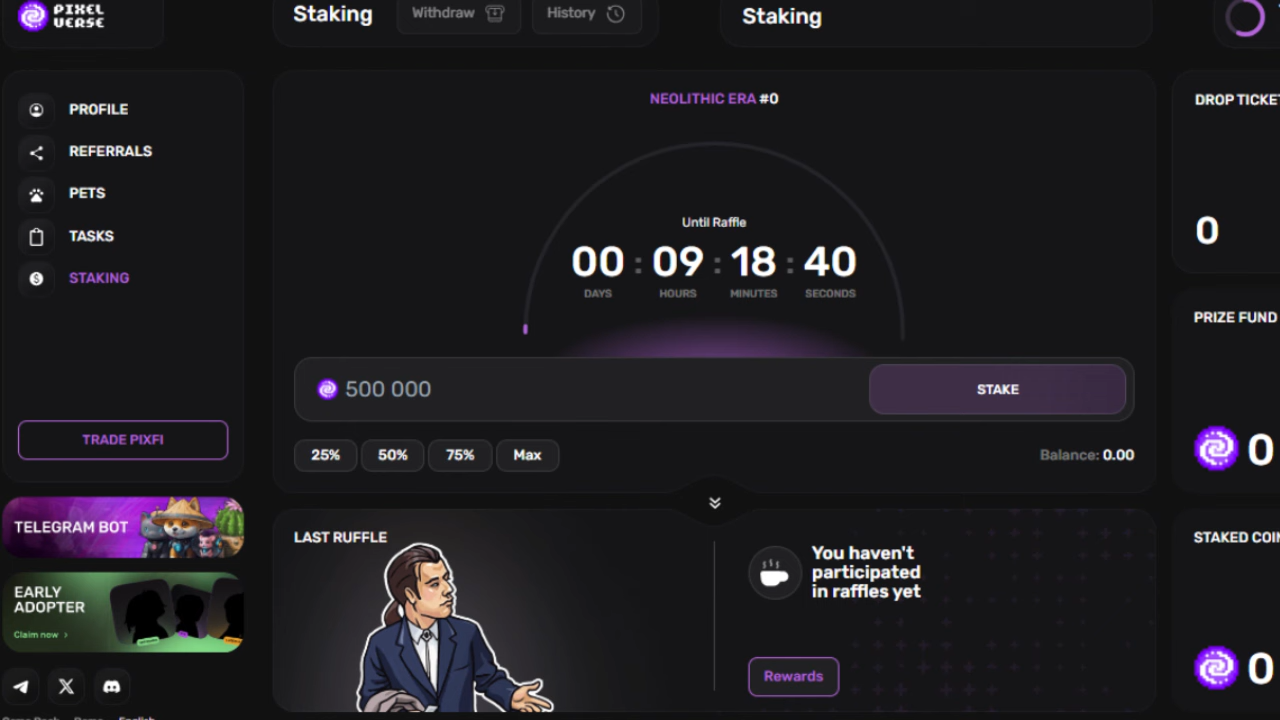 PIXEL
VERSE
Staking
Withdraw
History
Staking
PROFILE
REFERRALS
PETS
TASKS
STAKING
TRADE PIXFI
TELEGRAM BOT
EARLY
ADOPTER
Claim now
NEOLITHIC ERA #0
Until Raffle
00 : 09 : 18 : 40
DAYS HOURS MINUTES SECONDS
500 000
STAKE
25% 50% 75% Max
Balance: 0.00
LAST RUFFLE
You haven't
participated
in raffles yet
Rewards
DROP TICKET
0
PRIZE FUND
0
STAKED COI
0
English